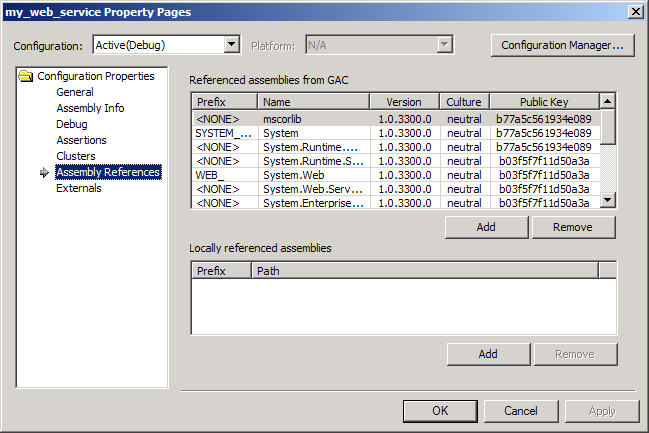 my_web_service Property Pages
Configuration: Active(Debug) Platform: N/A Configuration Manager...
Configuration Properties
General
Assembly Info
Debug
Assertions
Clusters
Assembly References
Externals
Referenced assemblies from GAC
Prefix Name Version Culture Public Key
<NONE> mscorlib 1.0.3300.0 neutral b77a5c561934e089
SYSTEM_... System 1.0.3300.0 neutral b77a5c561934e089
<NONE> System.Runtime.... 1.0.3300.0 neutral b77a5c561934e089
<NONE> System.Runtime.S... 1.0.3300.0 neutral b03f5f7f11d50a3a
WEB_ System.Web 1.0.3300.0 neutral b03f5f7f11d50a3a
<NONE> System.Web.Serv... 1.0.3300.0 neutral b03f5f7f11d50a3a
<NONE> System.Enterprise... 1.0.3300.0 neutral b03f5f7f11d50a3a
Add Remove
Locally referenced assemblies
Prefix Path
Add Remove
OK Cancel Apply